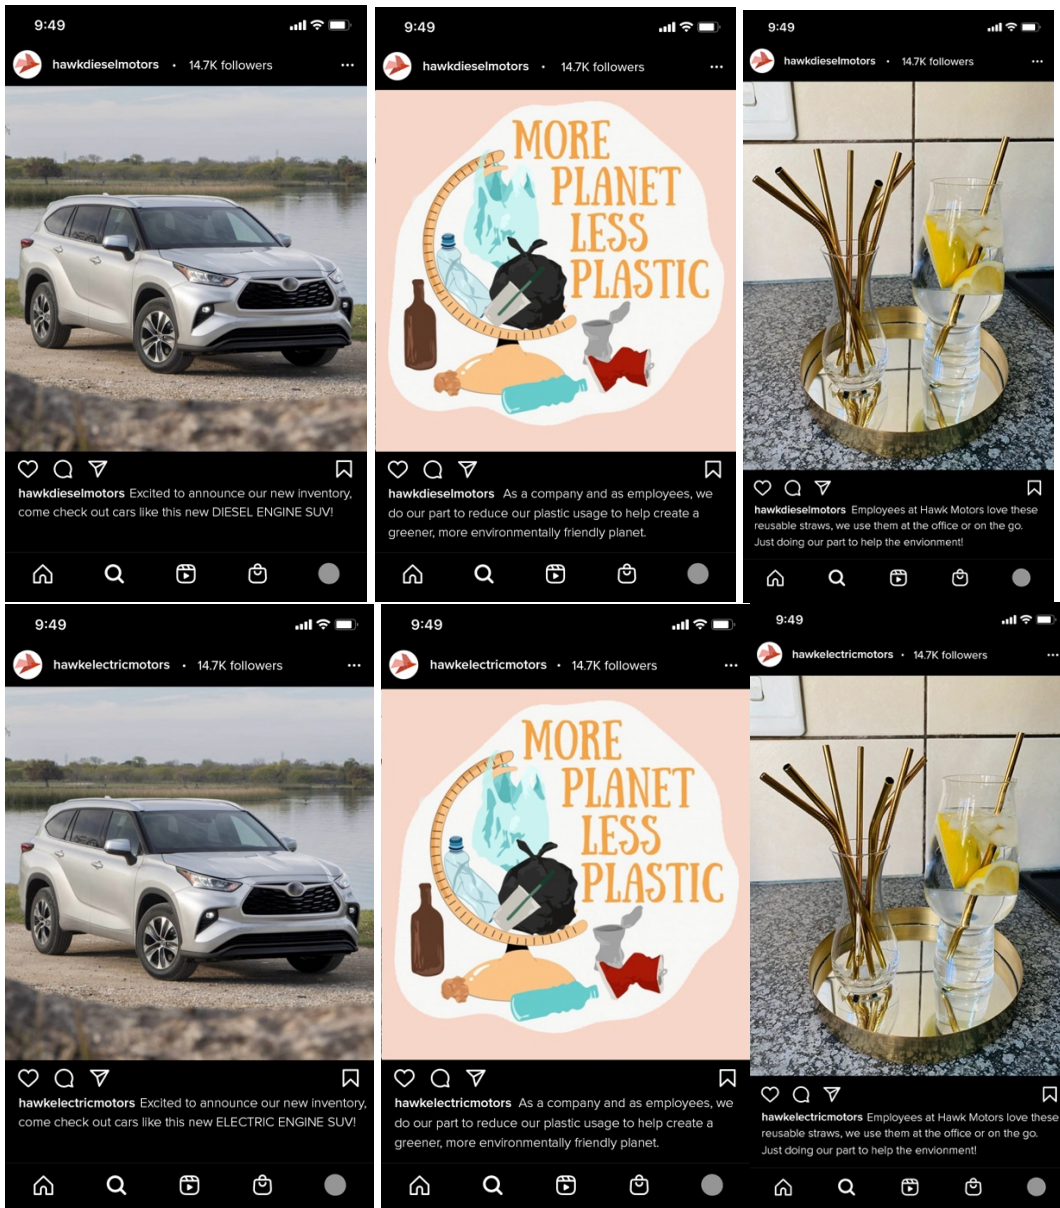 9:49
hawkdieselmotors • 14.7K followers
Excited to announce our new inventory,
hawkdieselmotors Excited to announce our new inventory,
come check out cars like this new DIESEL ENGINE SUV!
9:49
hawkdieselmotors • 14.7K followers
MORE
PLANET
LESS
PLASTIC
hawkdieselmotors As a company and as employees, we
do our part to reduce our plastic usage to help create a
greener, more environmentally friendly planet.
9:49
hawkdieselmotors • 14.7K followers
hawkdieselmotors Employees at Hawk Motors love these
reusable straws, we use them at the office or on the go.
Just doing our part to help the envionment!
9:49
hawkelectricmotors • 14.7K followers
hawkelectricmotors Excited to announce our new inventory,
come check out cars like this new ELECTRIC ENGINE SUV!
9:49
hawkelectricmotors • 14.7K followers
MORE
PLANET
LESS
PLASTIC
hawkelectricmotors As a company and as employees, we
do our part to reduce our plastic usage to help create a
greener, more environmentally friendly planet.
9:49
hawkelectricmotors • 14.7K followers
hawkelectricmotors Employees at Hawk Motors love these
reusable straws, we use them at the office or on the go.
Just doing our part to help the envionment!